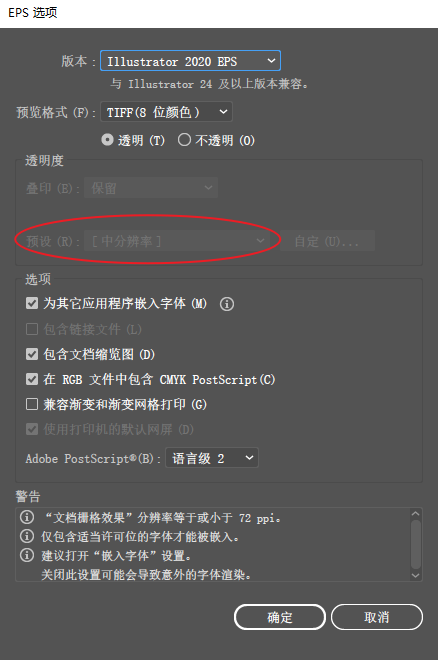 EPS 选项
版本：Illustrator 2020 EPS
与 Illustrator 24 及以上版本兼容。
预览格式 (F)：TIFF(8 位颜色)
透明 (T) 不透明 (O)
透明度
叠印 (E)：保留
预设 (R)：[ 中分辨率 ] 自定 (U)...
选项
为其它应用程序嵌入字体 (M)
包含链接文件 (L)
包含文档缩览图 (D)
在 RGB 文件中包含 CMYK PostScript(C)
兼容渐变和渐变网格打印 (G)
使用打印机的默认网屏 (D)
Adobe PostScript®(B)：语言级 2
警告
“文档栅格效果”分辨率等于或小于 72 ppi。
仅包含适当许可位的字体才能被嵌入。
建议打开“嵌入字体”设置。
关闭此设置可能会导致意外的字体渲染。
确定 取消